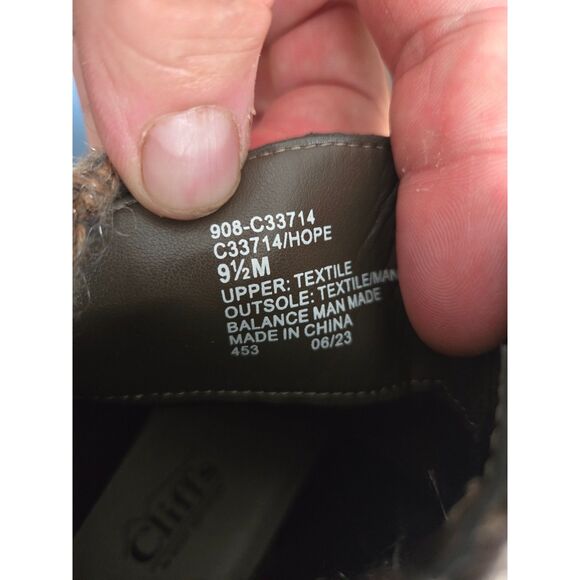 908-C33714
C33714/HOPE
9½M
UPPER: TEXTILE
OUTSOLE: TEXTILE/MAN
BALANCE MAN MADE
MADE IN CHINA
453 06/23
Cliffs